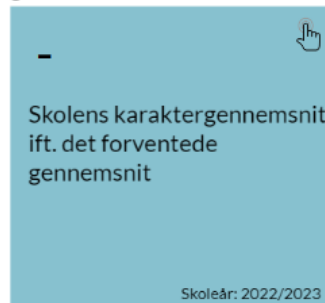 -
Skolens karaktergennemsnit
ift. det forventede
gennemsnit
Skoleår: 2022/2023